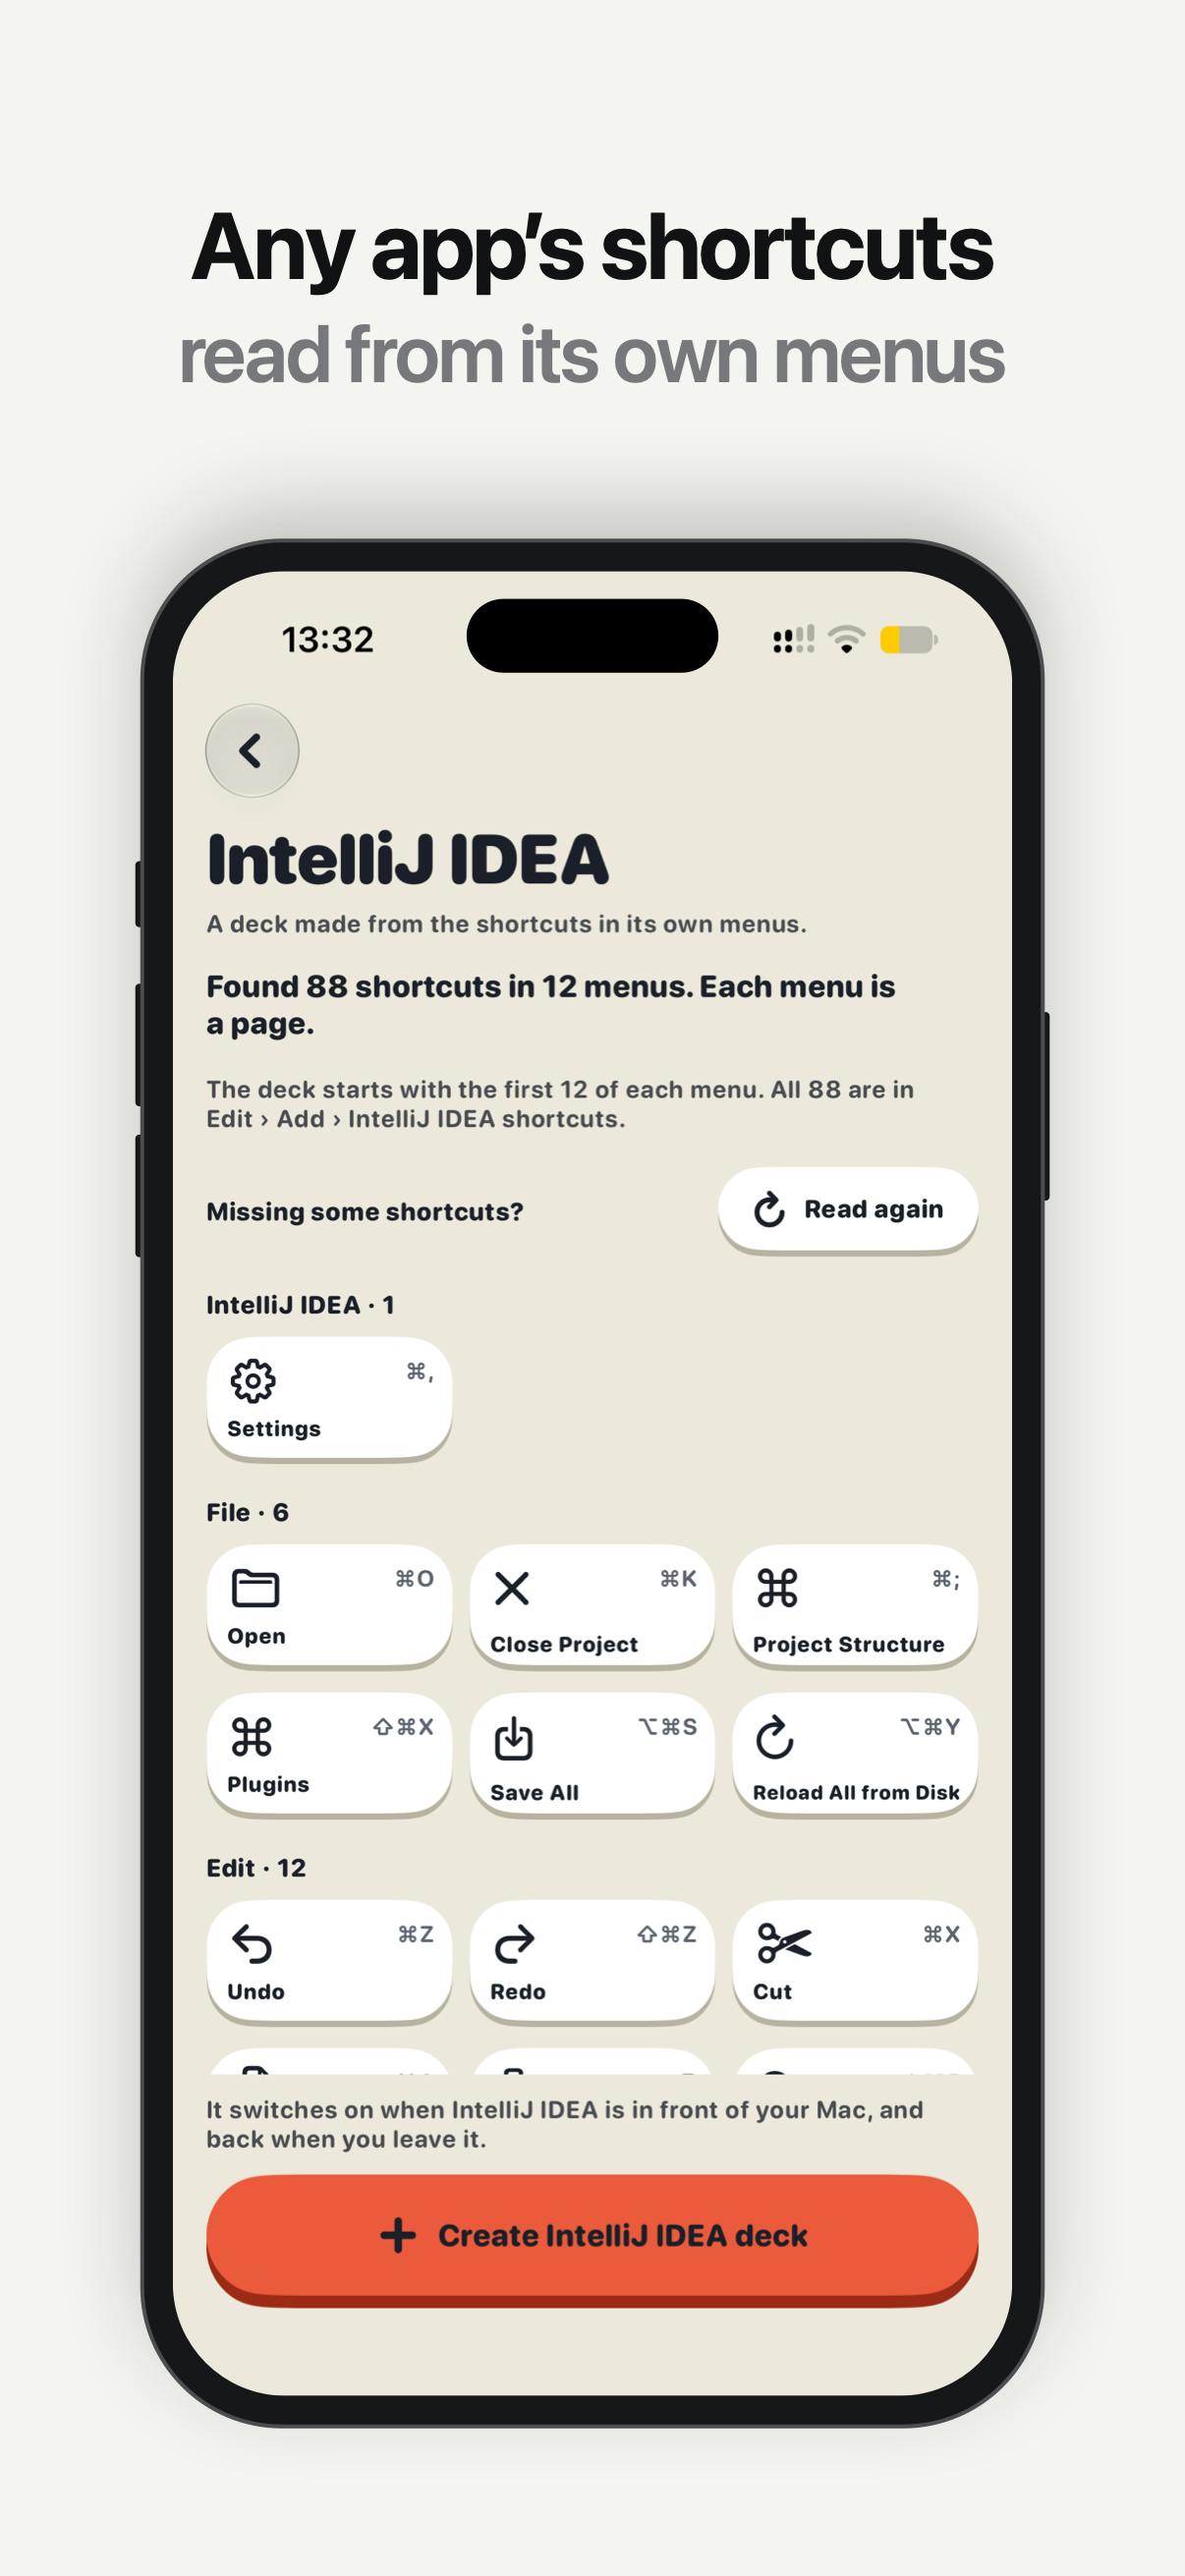 Any app’s shortcuts
read from its own menus
13:32
IntelliJ IDEA
A deck made from the shortcuts in its own menus.
Found 88 shortcuts in 12 menus. Each menu is
a page.
The deck starts with the first 12 of each menu. All 88 are in
Edit › Add › IntelliJ IDEA shortcuts.
Missing some shortcuts?
Read again
IntelliJ IDEA · 1
⌘,
Settings
File · 6
⌘O
Open
⌘K
Close Project
⌘;
Project Structure
⇧⌘X
Plugins
⌥⌘S
Save All
⌥⌘Y
Reload All from Disk
Edit · 12
⌘Z
Undo
⇧⌘Z
Redo
⌘X
Cut
It switches on when IntelliJ IDEA is in front of your Mac, and
back when you leave it.
Create IntelliJ IDEA deck